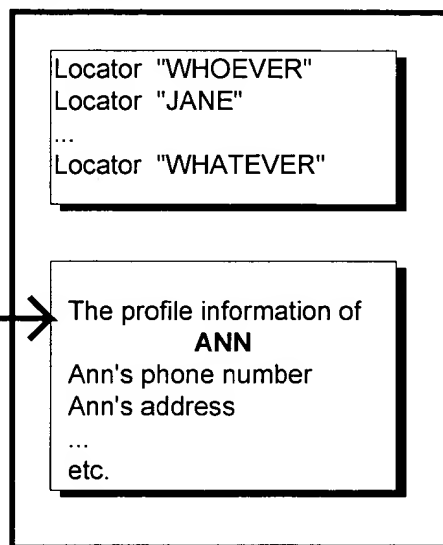 Locator "WHOEVER"
Locator "JANE"
...
Locator "WHATEVER"
The profile information of
ANN
Ann's phone number
Ann's address
...
etc.